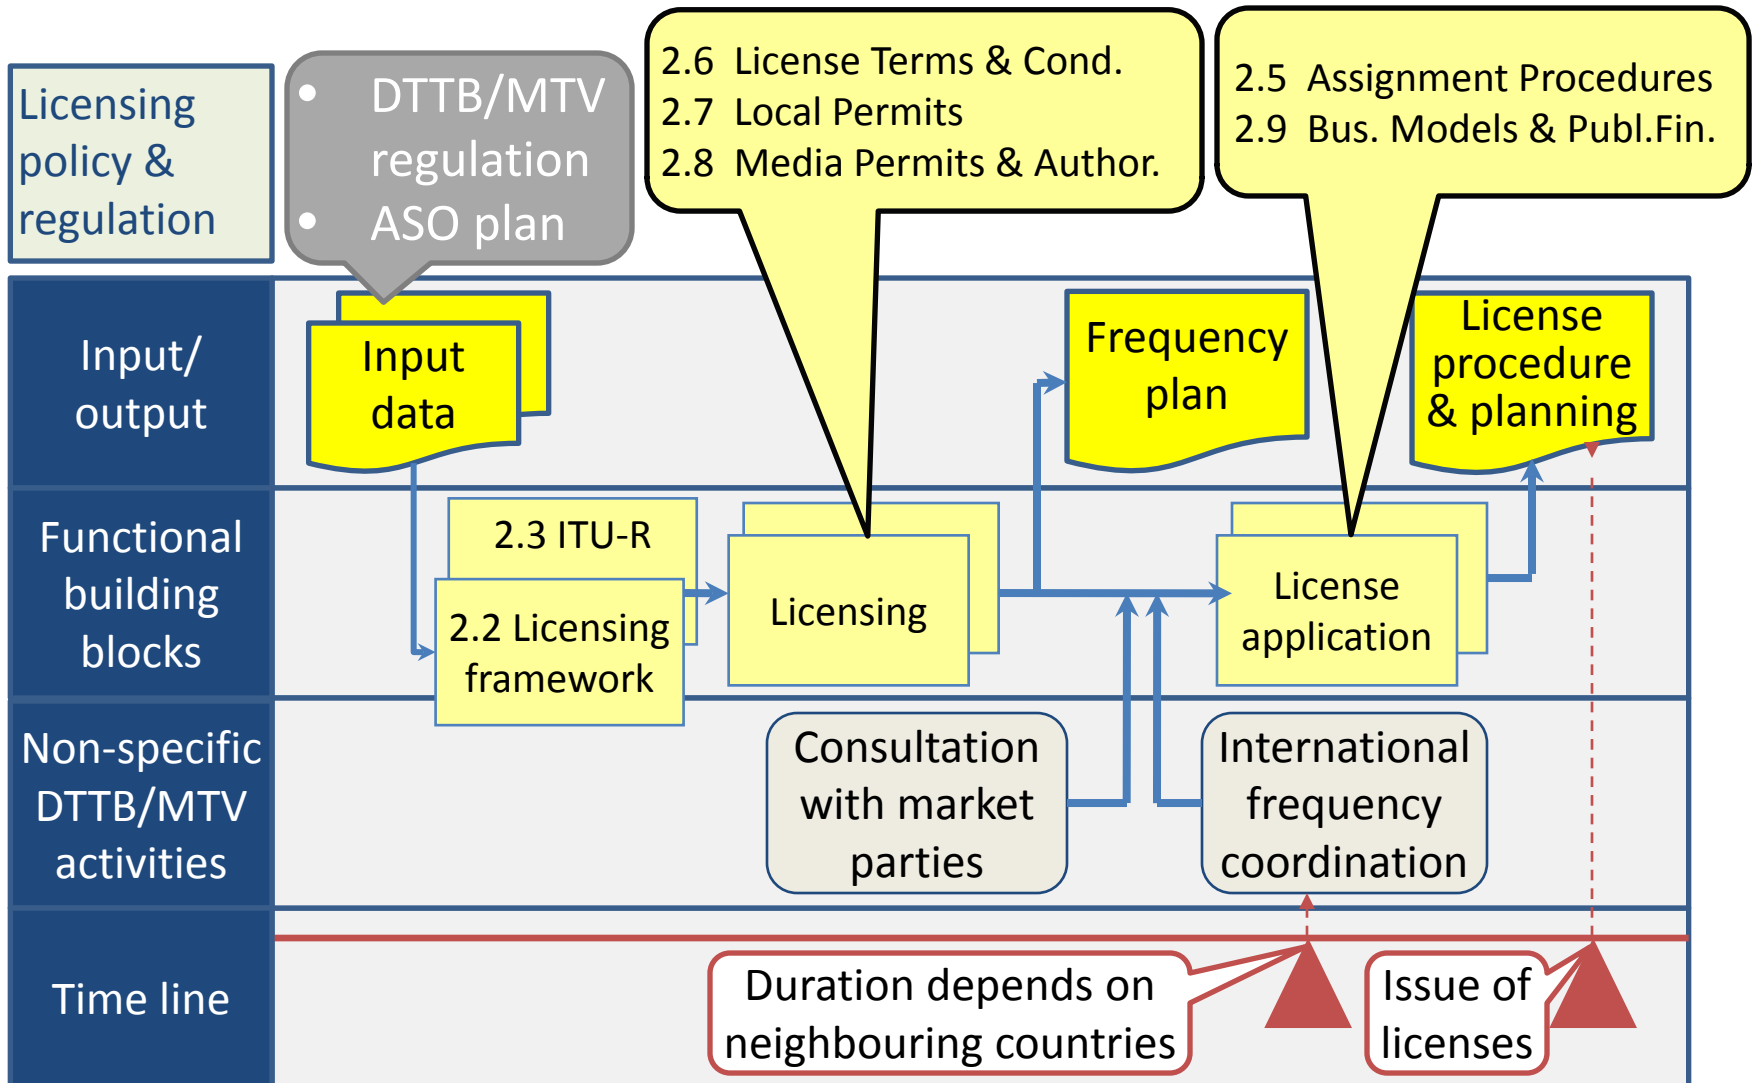 Licensing
policy &
regulation
• DTTB/MTV
regulation
• ASO plan
2.6 License Terms & Cond.
2.7 Local Permits
2.8 Media Permits & Author.
2.5 Assignment Procedures
2.9 Bus. Models & Publ.Fin.
Input/
output
Input
data
Frequency
plan
License
procedure
& planning
Functional
building
blocks
2.3 ITU-R
2.2 Licensing
framework
Licensing
License
application
Non-specific
DTTB/MTV
activities
Consultation
with market
parties
International
frequency
coordination
Time line
Duration depends on
neighbouring countries
Issue of
licenses